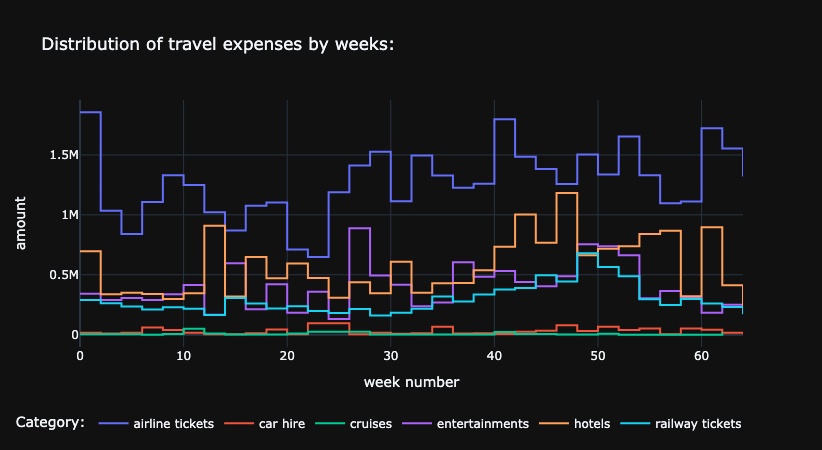 Distribution of travel expenses by weeks:
amount
1.5M
1M
0.5M
0
0 10 20 30 40 50 60
week number
Category: airline tickets car hire cruises entertainments hotels railway tickets